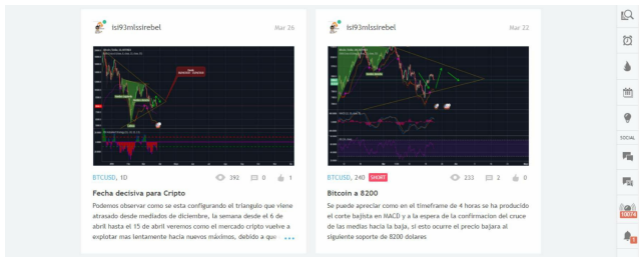 isi93mlssirebel
Mar 26
BTCUSD, 1D
292
0
1
Fecha decisiva para Cripto
Podemos observar como se esta configurando el triangulo que viene
atrasado desde mediados de diciembre, la semana desde el 6 de
abril hasta el 15 de abril veremos como el mercado cripto vuelve a
explotar mas lentamente hacia nuevos máximos, debido a que ...
isi93mlssirebel
Mar 22
BTCUSD, 240 SHORT
233
2
0
Bitcoin a 8200
Se puede apreciar como en el timeframe de 4 horas se ha producido
el corte bajista en MACD y a la espera de la confirmacion del cruce
de las medias hacia la baja, si esto ocurre el precio bajara al
siguiente soporte de 8200 dolares
SOCIAL